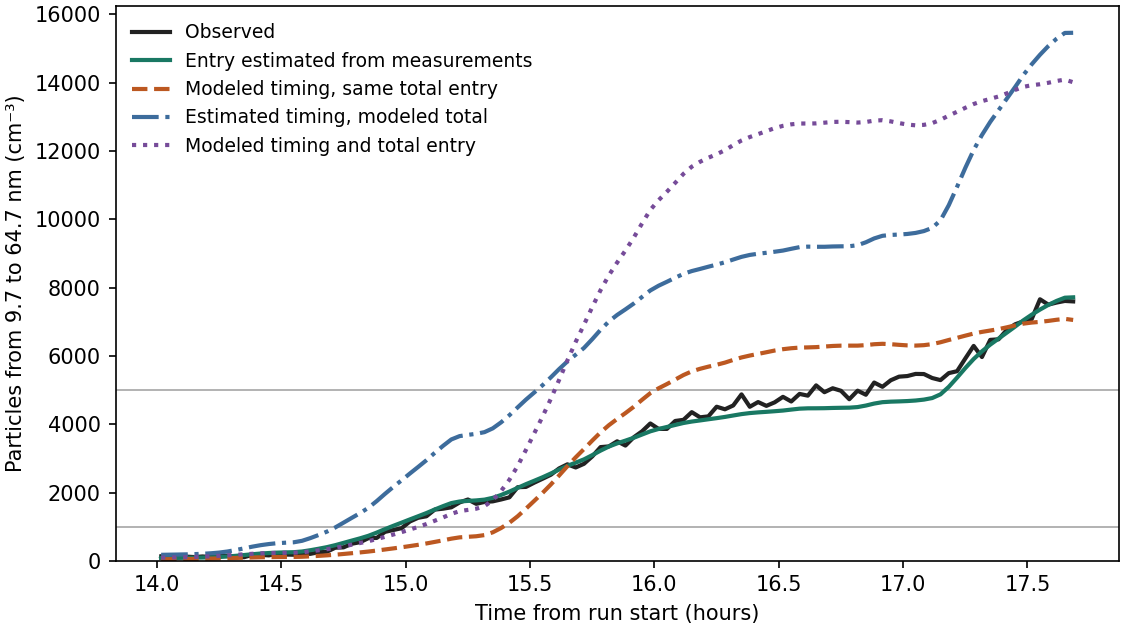 16000
14000
12000
10000
8000
6000
4000
2000
0
Particles from 9.7 to 64.7 nm (cm⁻³)
Observed
Entry estimated from measurements
Modeled timing, same total entry
Estimated timing, modeled total
Modeled timing and total entry
14.0 14.5 15.0 15.5 16.0 16.5 17.0 17.5
Time from run start (hours)